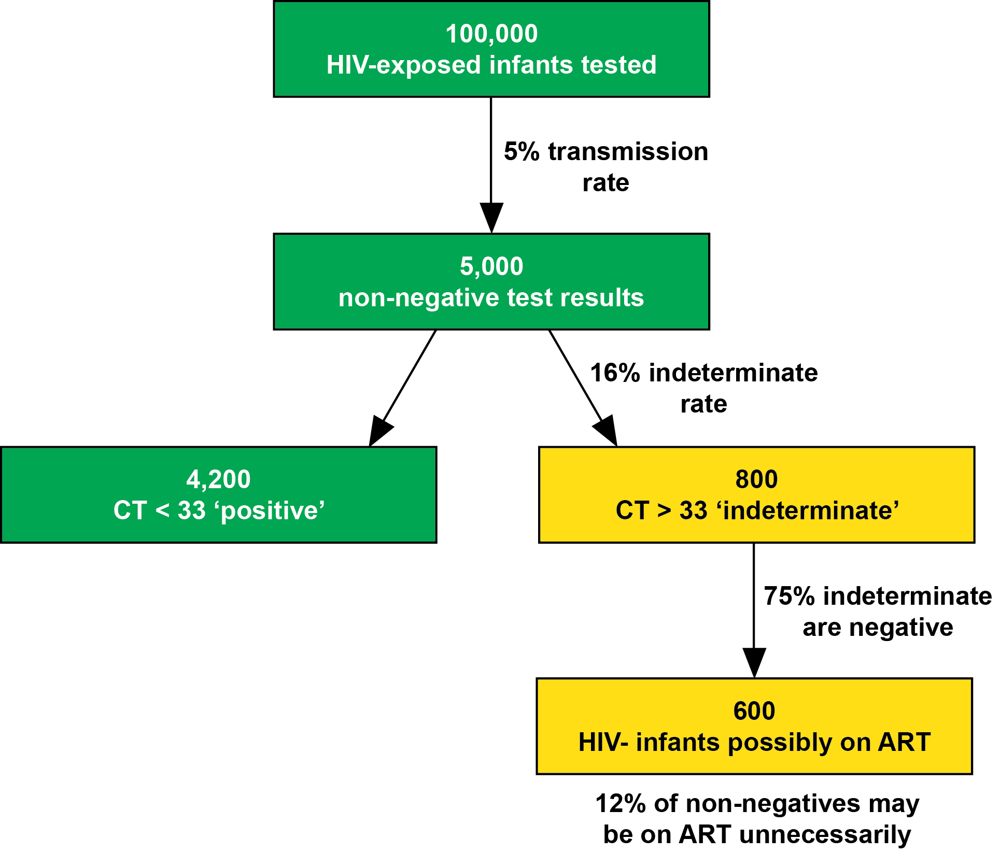 100,000
HIV-exposed infants tested
5% transmission
rate
5,000
non-negative test results
16% indeterminate
rate
4,200
CT < 33 ‘positive’
800
CT > 33 ‘indeterminate’
75% indeterminate
are negative
600
HIV- infants possibly on ART
12% of non-negatives may
be on ART unnecessarily